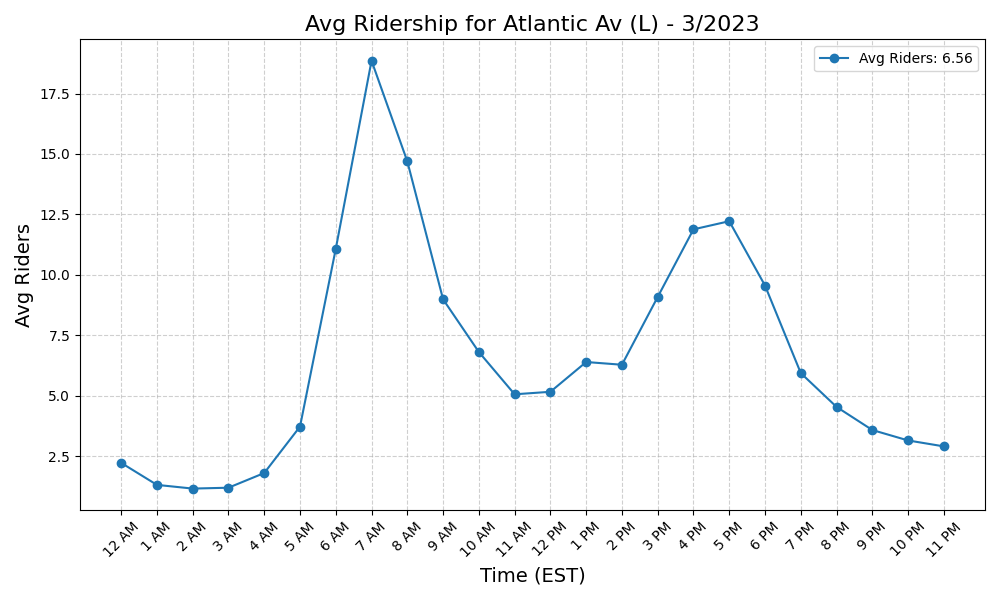 Avg Ridership for Atlantic Av (L) - 3/2023
Avg Riders: 6.56
17.5
15.0
12.5
10.0
7.5
5.0
2.5
Avg Riders
12 AM
1 AM
2 AM
3 AM
4 AM
5 AM
6 AM
7 AM
8 AM
9 AM
10 AM
11 AM
12 PM
1 PM
2 PM
3 PM
4 PM
5 PM
6 PM
7 PM
8 PM
9 PM
10 PM
11 PM
Time (EST)